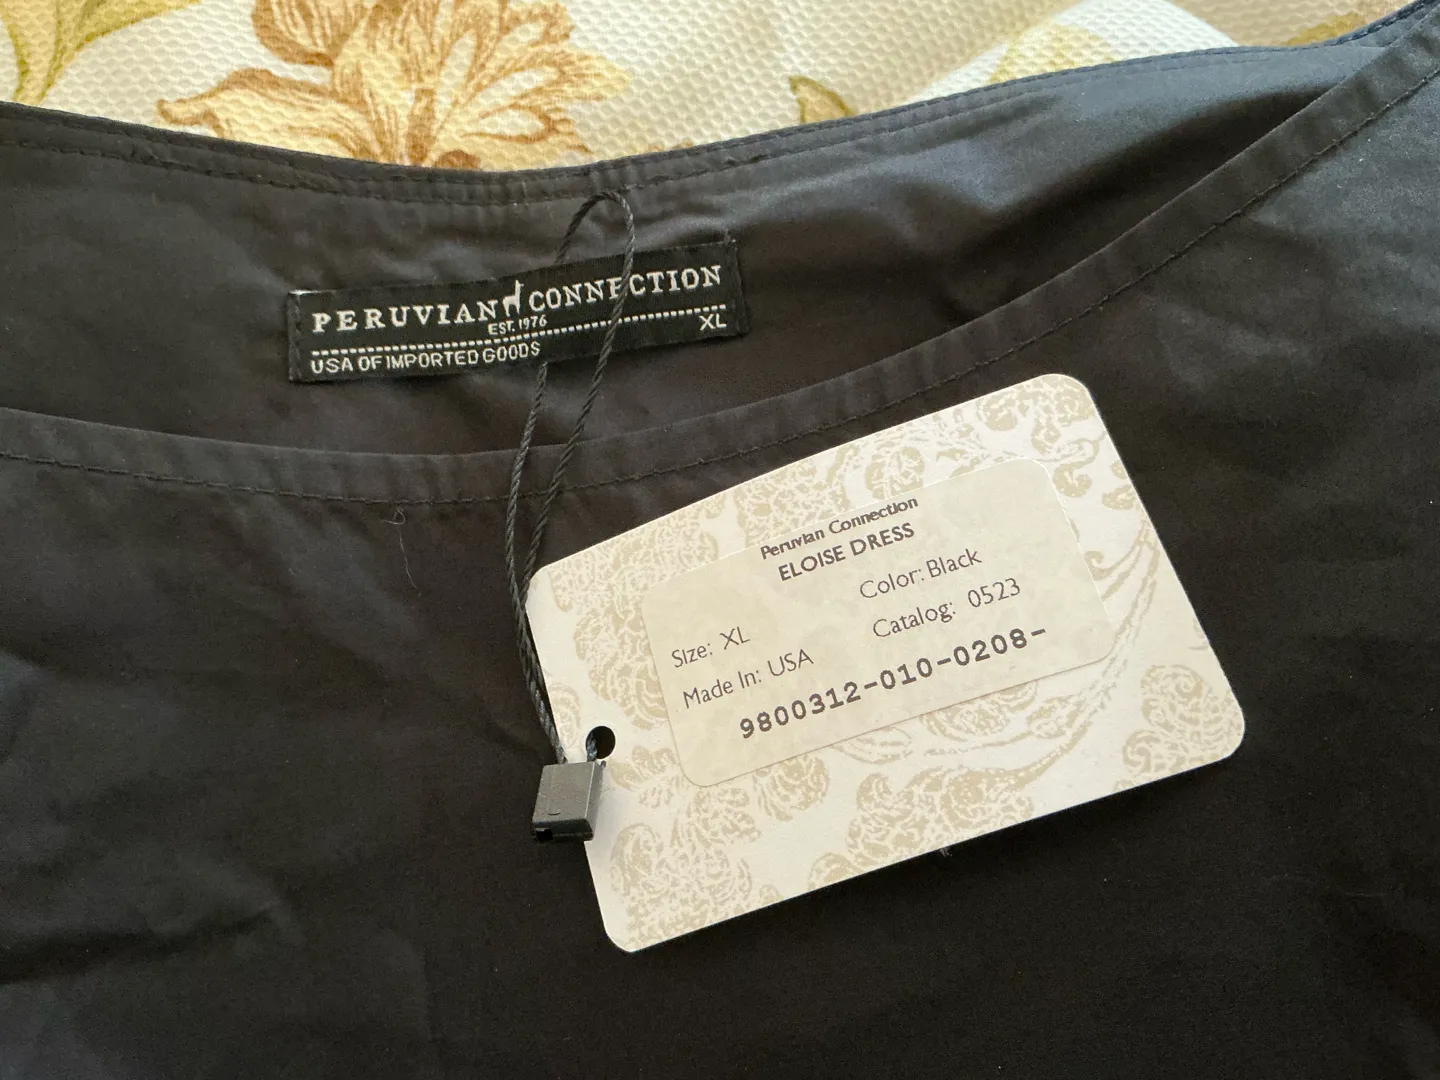 PERUVIAN CONNECTION
EST. 1976
XL
USA OF IMPORTED GOODS
Peruvian Connection
ELOISE DRESS
Color: Black
Size: XL
Catalog: 0523
Made In: USA
9800312-010-0208-